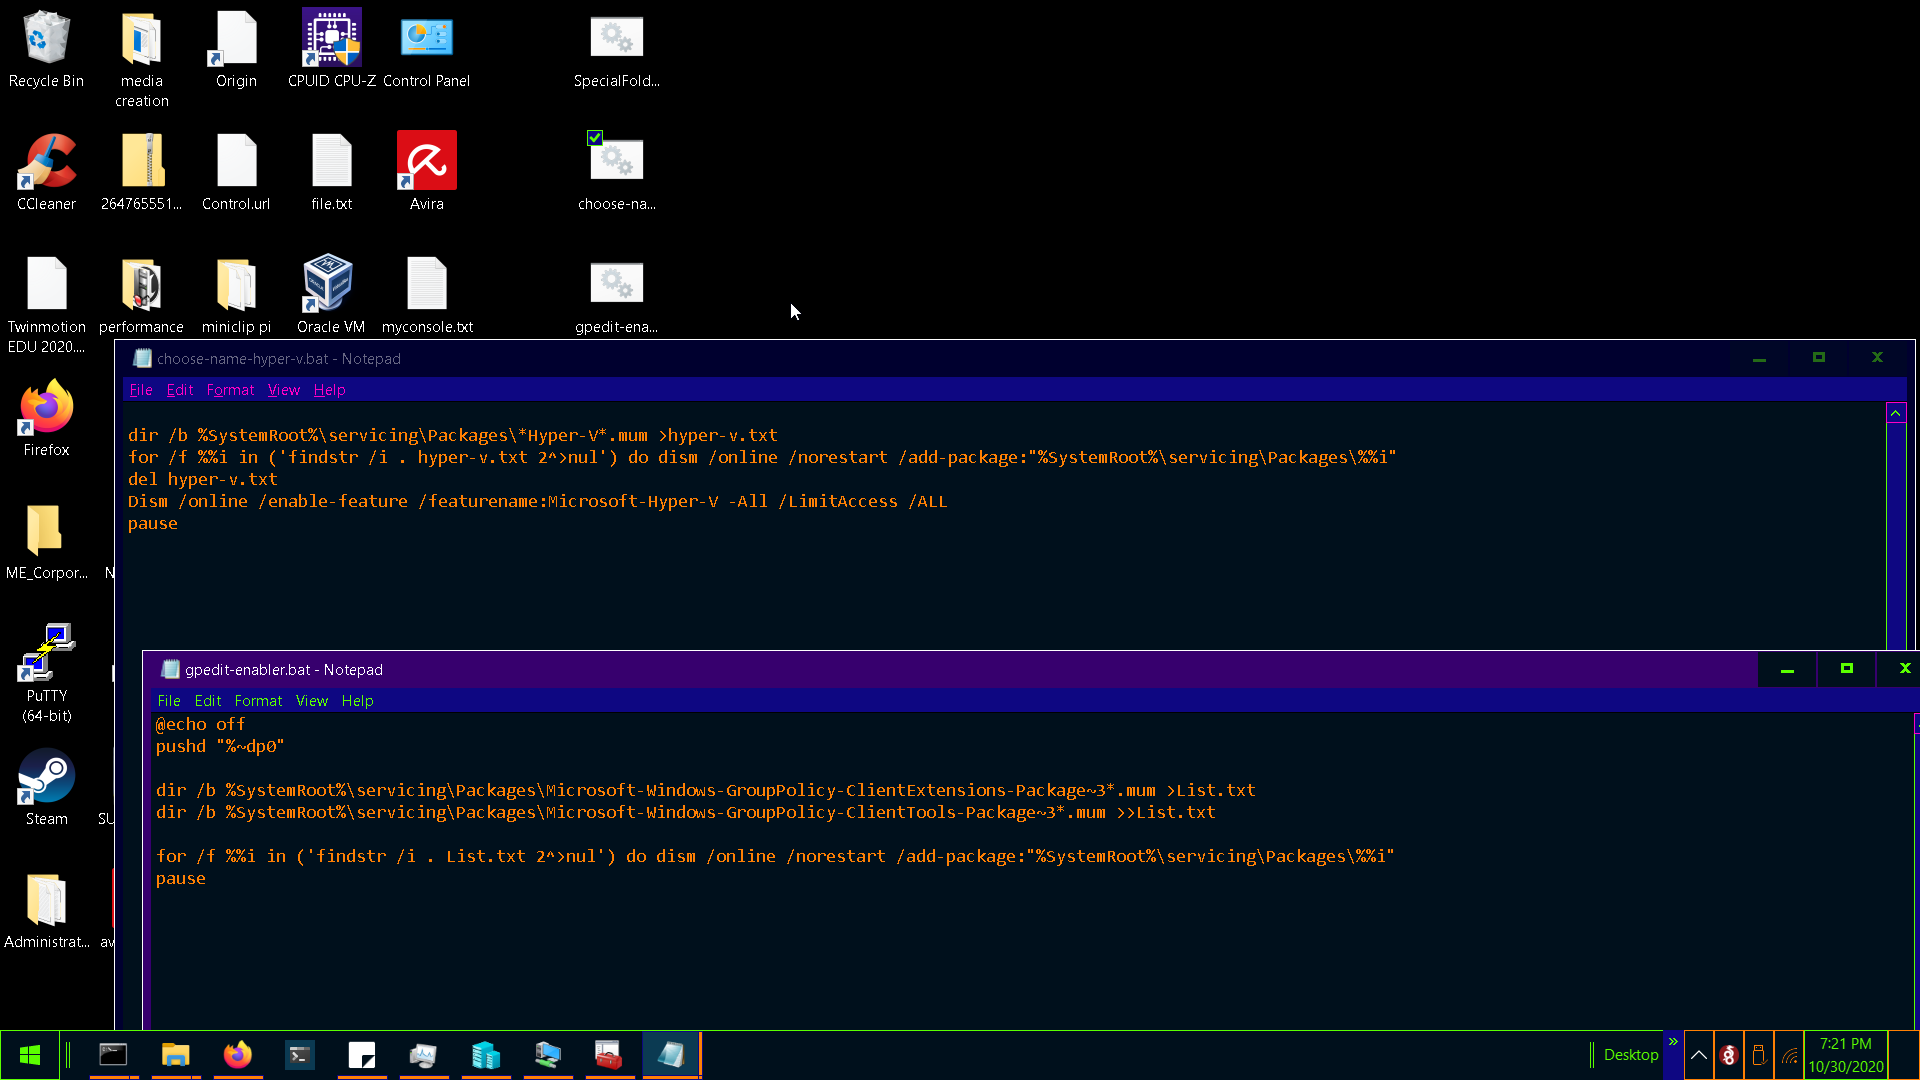 Recycle Bin
media creation
Origin
CPUID CPU-Z
Control Panel
SpecialFold...
CCleaner
264765551...
Control.url
file.txt
Avira
choose-na...
Twinmotion EDU 2020....
performance
miniclip pi
Oracle VM
myconsole.txt
gpedit-ena...
choose-name-hyper-v.bat - Notepad
File Edit Format View Help
dir /b %SystemRoot%\servicing\Packages\*Hyper-V*.mum >hyper-v.txt
for /f %%i in ('findstr /i . hyper-v.txt 2^>nul') do dism /online /norestart /add-package:"%SystemRoot%\servicing\Packages\%%i"
del hyper-v.txt
Dism /online /enable-feature /featurename:Microsoft-Hyper-V -All /LimitAccess /ALL
pause
Firefox
ME_Corpor...
N
PuTTY (64-bit)
Steam
SU
Administrat...
av
gpedit-enabler.bat - Notepad
File Edit Format View Help
@echo off
pushd "%~dp0"
dir /b %SystemRoot%\servicing\Packages\Microsoft-Windows-GroupPolicy-ClientExtensions-Package~3*.mum >List.txt
dir /b %SystemRoot%\servicing\Packages\Microsoft-Windows-GroupPolicy-ClientTools-Package~3*.mum >>List.txt
for /f %%i in ('findstr /i . List.txt 2^>nul') do dism /online /norestart /add-package:"%SystemRoot%\servicing\Packages\%%i"
pause
Desktop
7:21 PM
10/30/2020